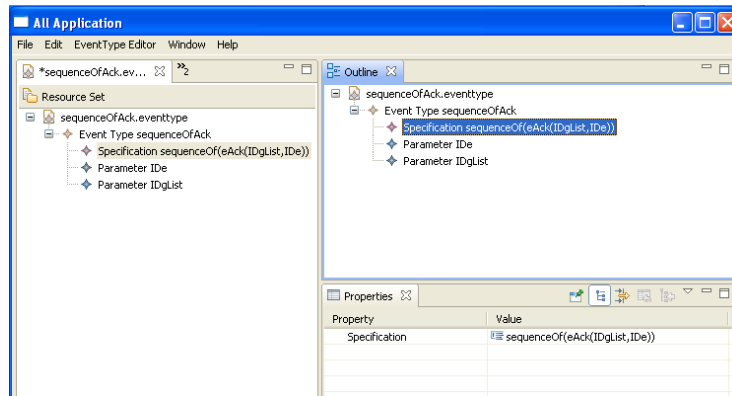 All Application
File Edit EventType Editor Window Help
*sequenceOfAck.ev... »2
Resource Set
sequenceOfAck.eventtype
Event Type sequenceOfAck
Specification sequenceOf(eAck(IDgList,IDe))
Parameter IDe
Parameter IDgList
Outline
sequenceOfAck.eventtype
Event Type sequenceOfAck
Specification sequenceOf(eAck(IDgList,IDe))
Parameter IDe
Parameter IDgList
Properties
Property Value
Specification sequenceOf(eAck(IDgList,IDe))